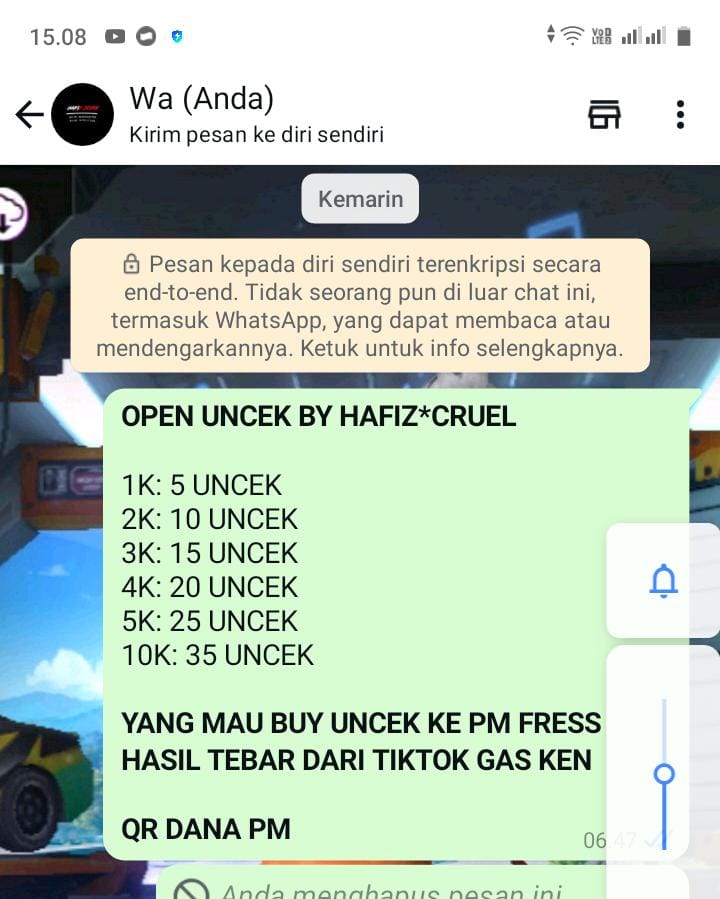 15.08
Wa (Anda)
Kirim pesan ke diri sendiri
Kemarin
Pesan kepada diri sendiri terenkripsi secara
end-to-end. Tidak seorang pun di luar chat ini,
termasuk WhatsApp, yang dapat membaca atau
mendengarkannya. Ketuk untuk info selengkapnya.
OPEN UNCEK BY HAFIZ*CRUEL
1K: 5 UNCEK
2K: 10 UNCEK
3K: 15 UNCEK
4K: 20 UNCEK
5K: 25 UNCEK
10K: 35 UNCEK
YANG MAU BUY UNCEK KE PM FRESS
HASIL TEBAR DARI TIKTOK GAS KEN
QR DANA PM
06.47
Anda menghapus pesan ini